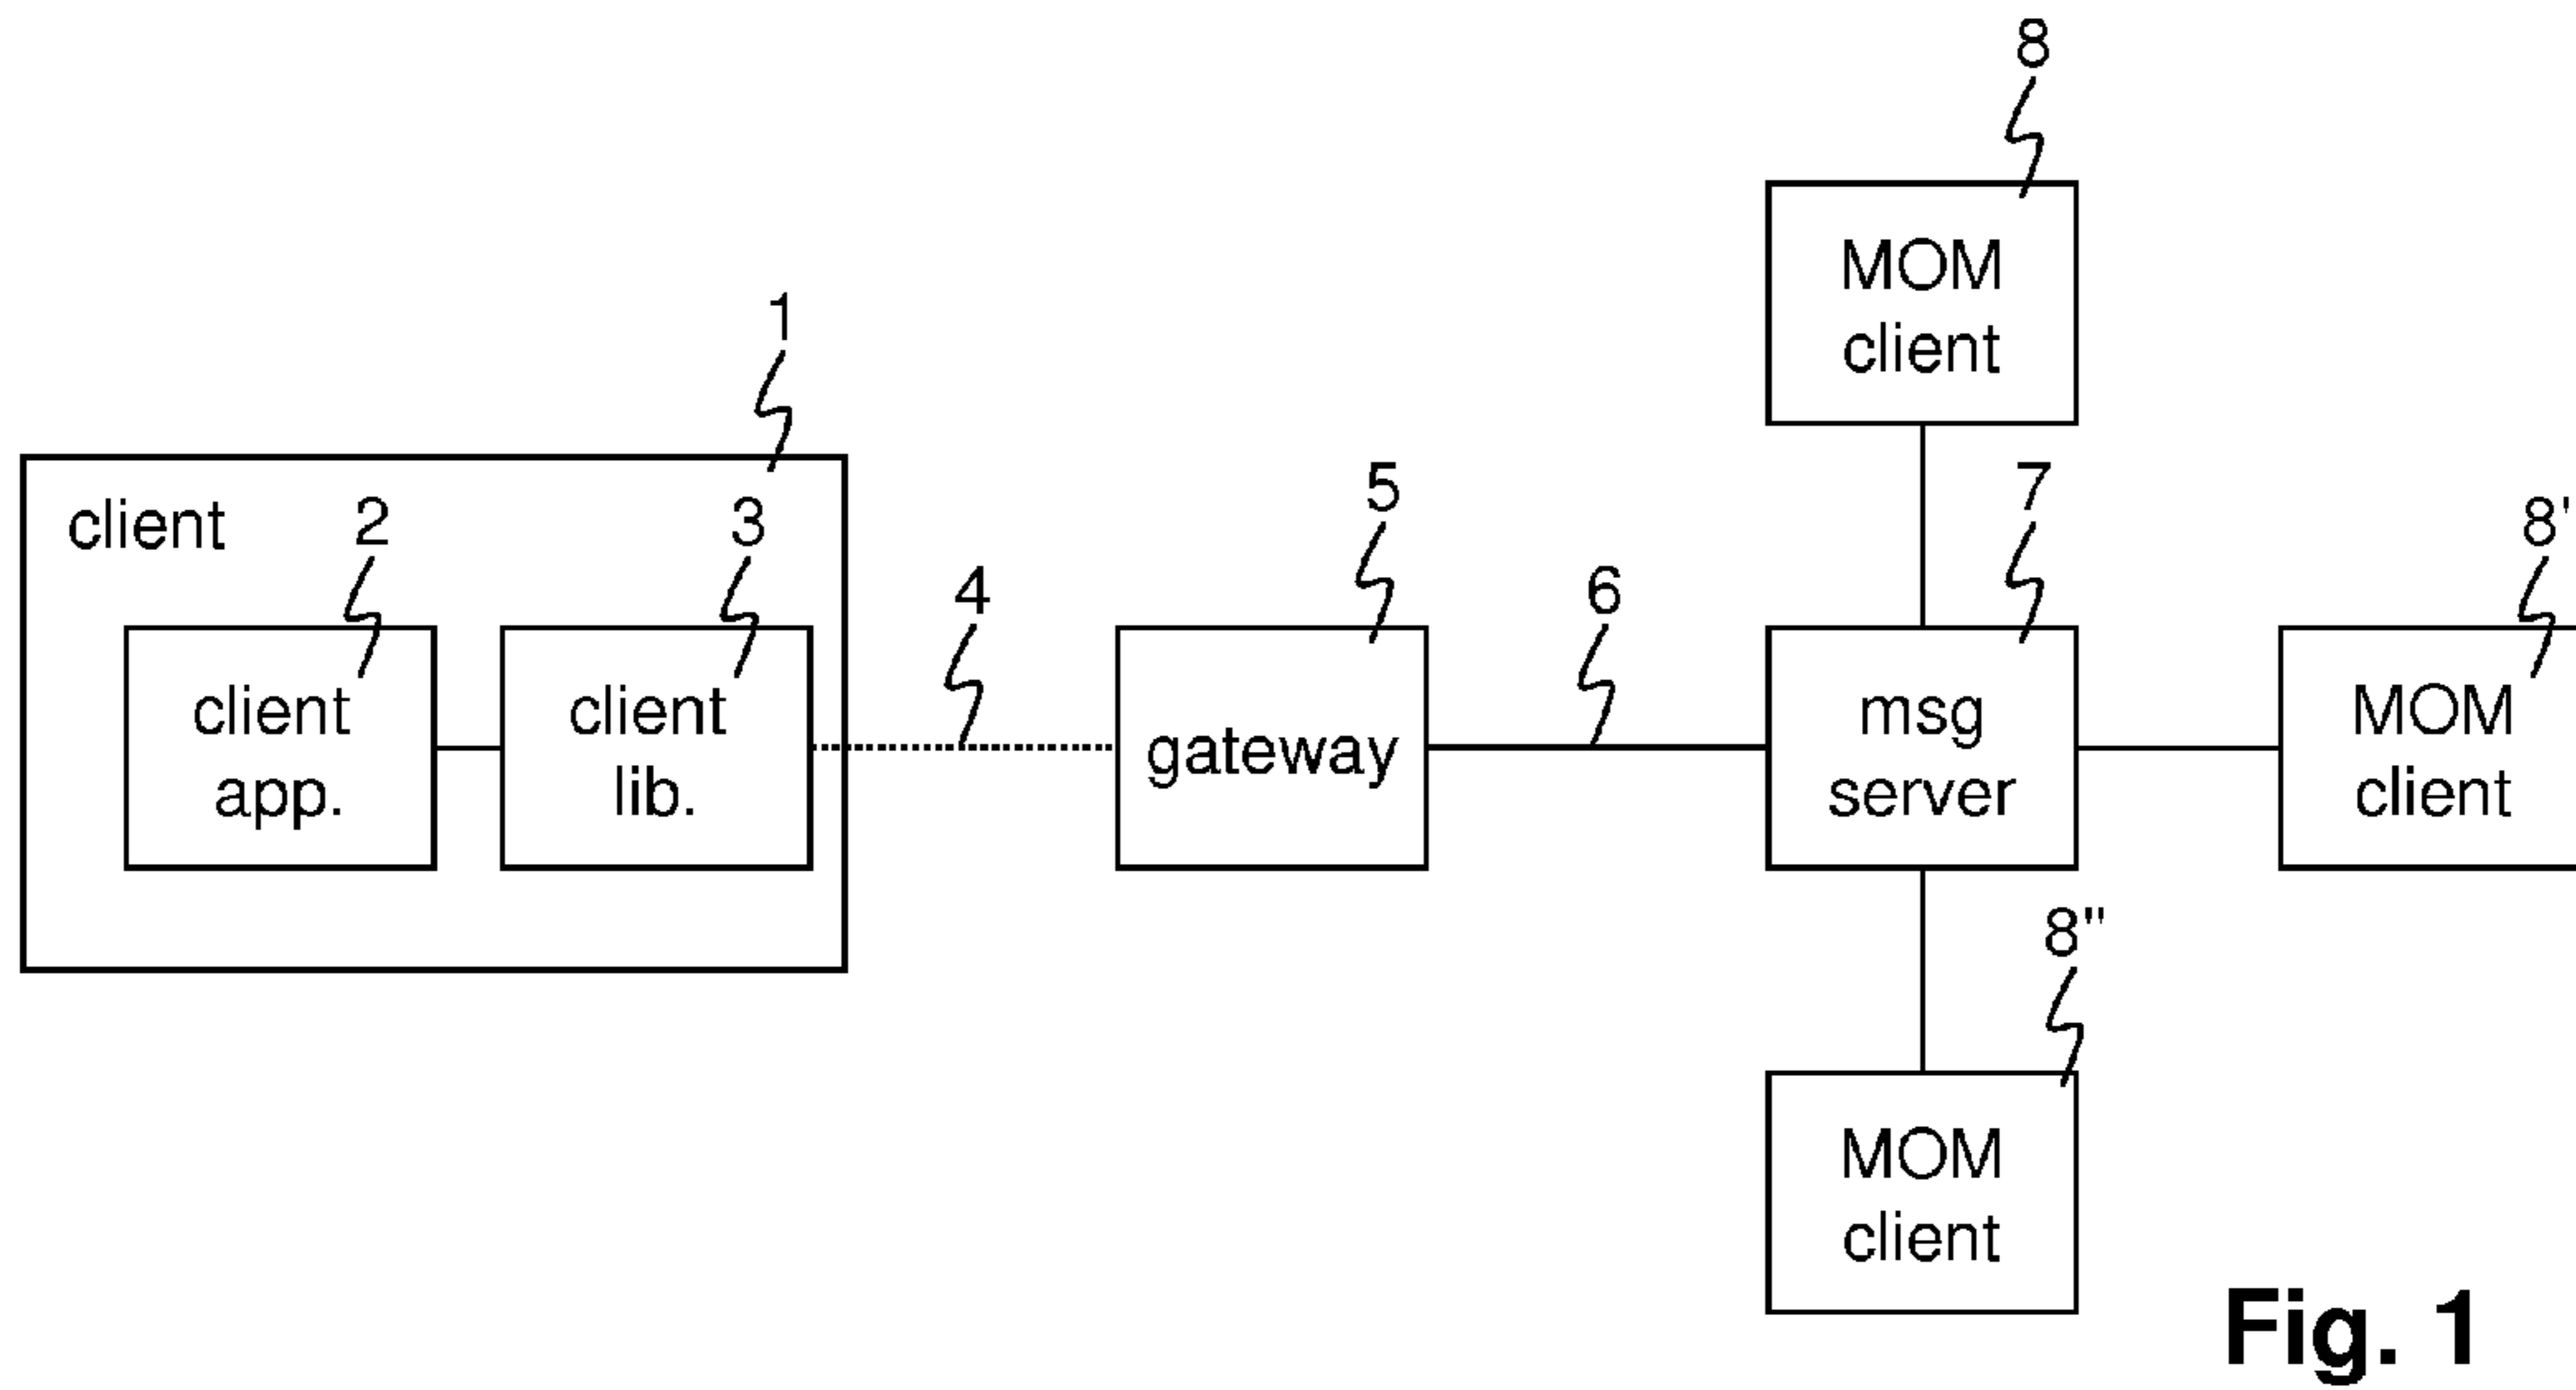 8
MOM
client
1
client
2
3
client
app.
client
lib.
4
5
gateway
6
7
msg
server
8'
MOM
client
8"
MOM
client
Fig. 1